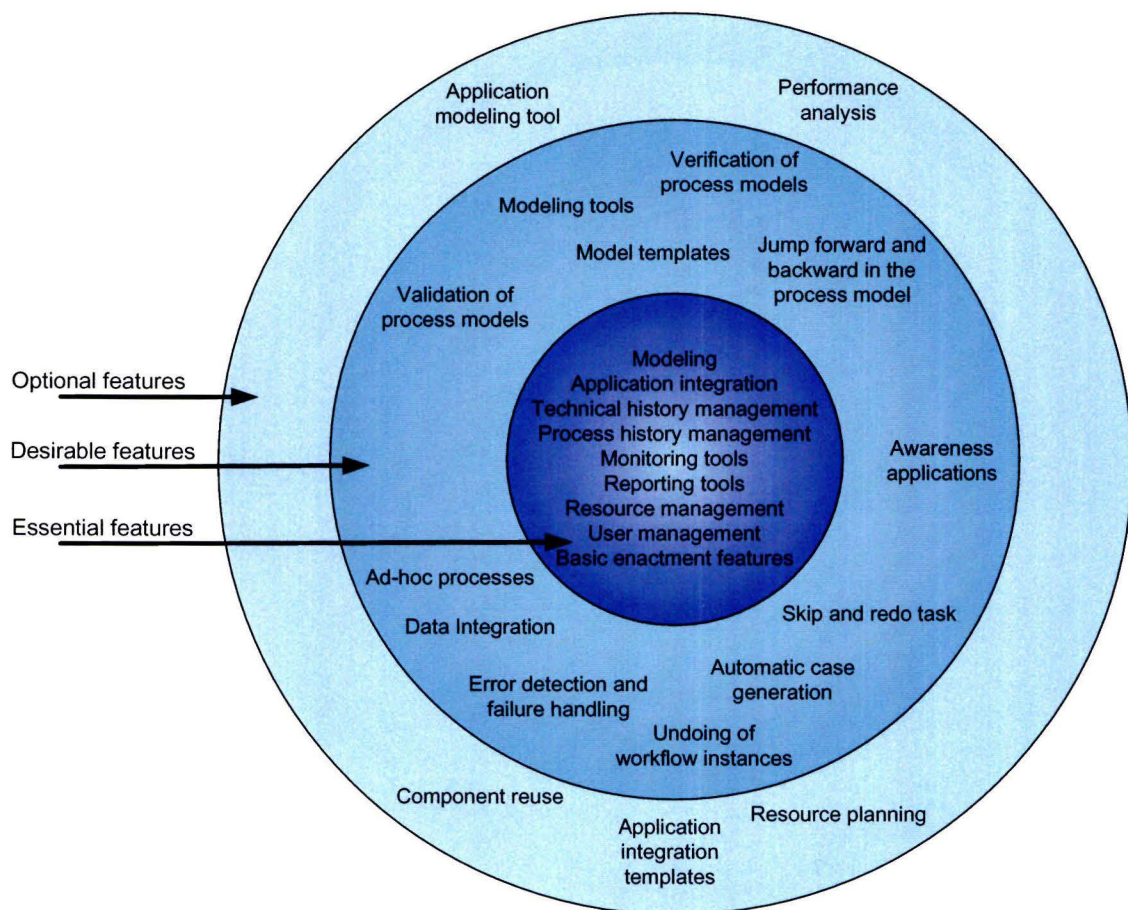 Application
modeling tool
Performance
analysis
Verification of
process models
Modeling tools
Model templates
Jump forward and
backward in the
process model
Validation of
process models
Optional features
Desirable features
Essential features
Modeling
Application integration
Technical history management
Process history management
Monitoring tools
Reporting tools
Resource management
User management
Basic enactment features
Awareness
applications
Ad-hoc processes
Data Integration
Skip and redo task
Error detection and
failure handling
Automatic case
generation
Undoing of
workflow instances
Component reuse
Application
integration
templates
Resource planning